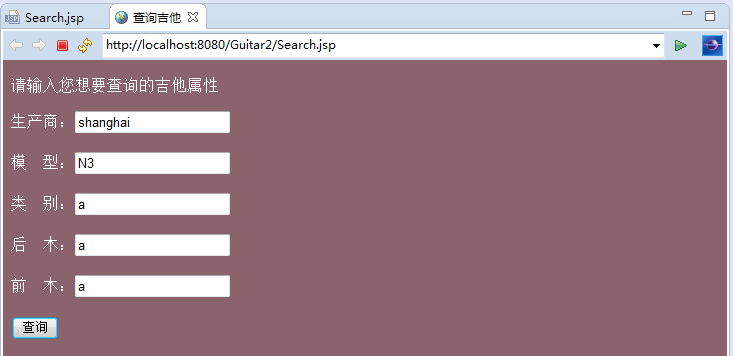 Search.jsp 查询吉他
http://localhost:8080/Guitar2/Search.jsp
请输入您想要查询的吉他属性
生产商：shanghai
模 型：N3
类 别：a
后 木：a
前 木：a
查询